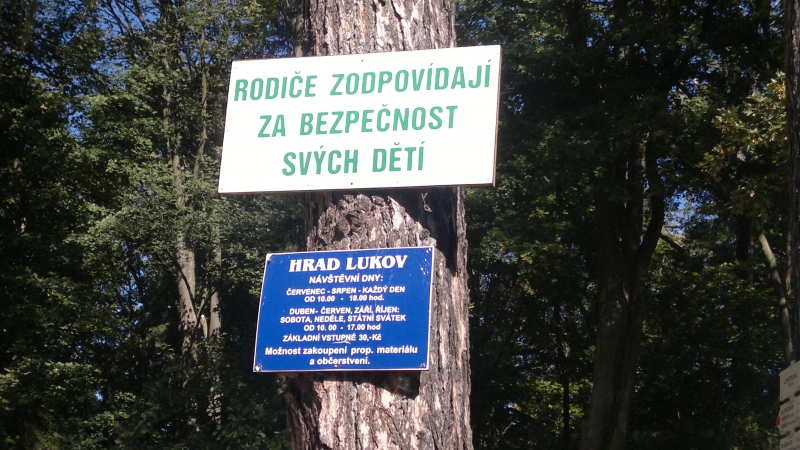 RODIČE ZODPOVÍDAJÍ
ZA BEZPEČNOST
SVÝCH DĚTÍ
HRAD LUKOV
NÁVŠTĚVNÍ DNY:
ČERVENEC - SRPEN - KAŽDÝ DEN
OD 10.00 - 18.00 hod.
DUBEN- ČERVEN, ZÁŘÍ, ŘÍJEN:
SOBOTA, NEDĚLE, STÁTNÍ SVÁTEK
OD 10. 00 - 17.00 hod
ZÁKLADNÍ VSTUPNÉ 30,-Kč
Možnost zakoupení prop. materiálu
a občerstvení.